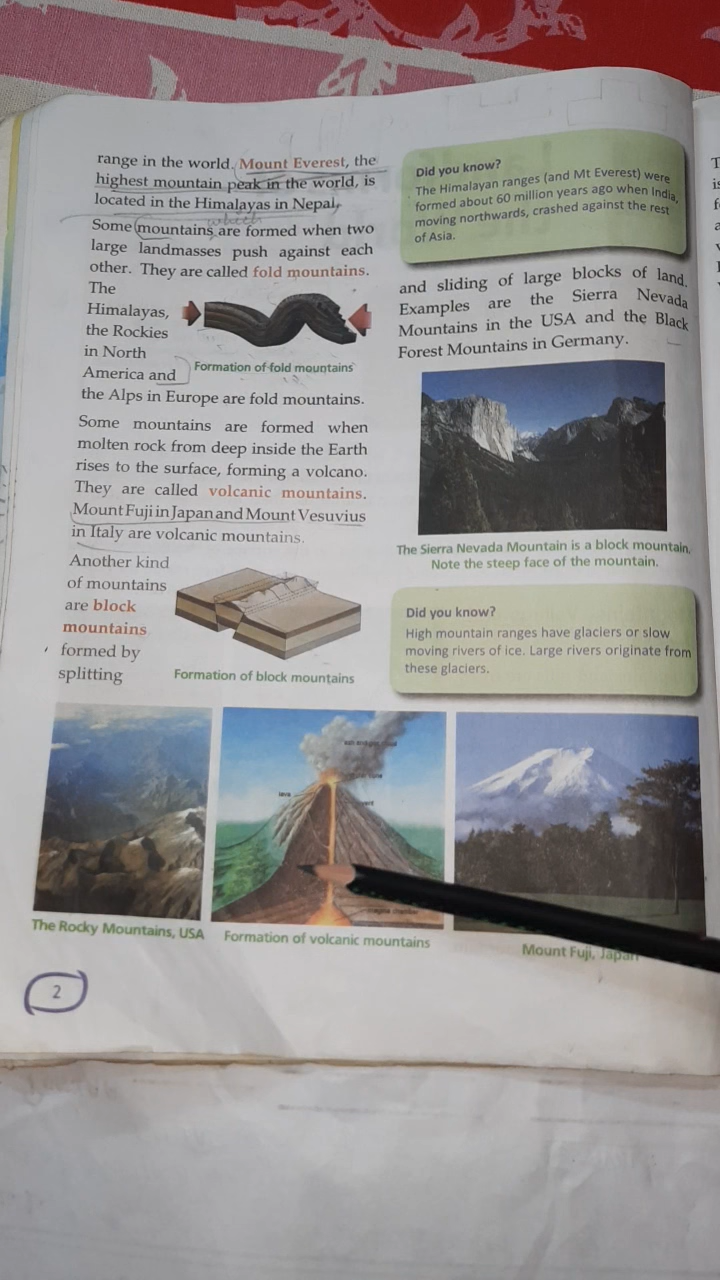 range in the world. Mount Everest, the
highest mountain peak in the world, is
located in the Himalayas in Nepal.
which
Some mountains are formed when two
large landmasses push against each
other. They are called fold mountains.
The
Himalayas,
the Rockies
in North
America and
Formation of fold mountains
the Alps in Europe are fold mountains.
Some mountains are formed when
molten rock from deep inside the Earth
rises to the surface, forming a volcano.
They are called volcanic mountains.
Mount Fuji in Japan and Mount Vesuvius
in Italy are volcanic mountains.
Another kind
of mountains
are block
mountains
formed by
splitting
Formation of block mountains
Did you know?
The Himalayan ranges (and Mt Everest) were
formed about 60 million years ago when India,
moving northwards, crashed against the rest
of Asia.
and sliding of large blocks of land.
Examples are the Sierra Nevada
Mountains in the USA and the Black
Forest Mountains in Germany.
The Sierra Nevada Mountain is a block mountain.
Note the steep face of the mountain.
Did you know?
High mountain ranges have glaciers or slow
moving rivers of ice. Large rivers originate from
these glaciers.
lava
vent
magma chamber
The Rocky Mountains, USA
Formation of volcanic mountains
Mount Fuji, Japan
2